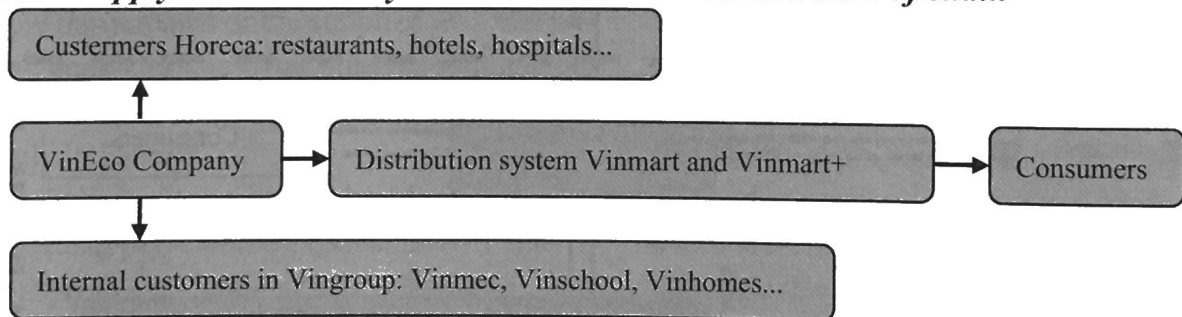 Custermers Horeca: restaurants, hotels, hospitals...
VinEco Company
Distribution system Vinmart and Vinmart+
Consumers
Internal customers in Vingroup: Vinmec, Vinschool, Vinhomes...